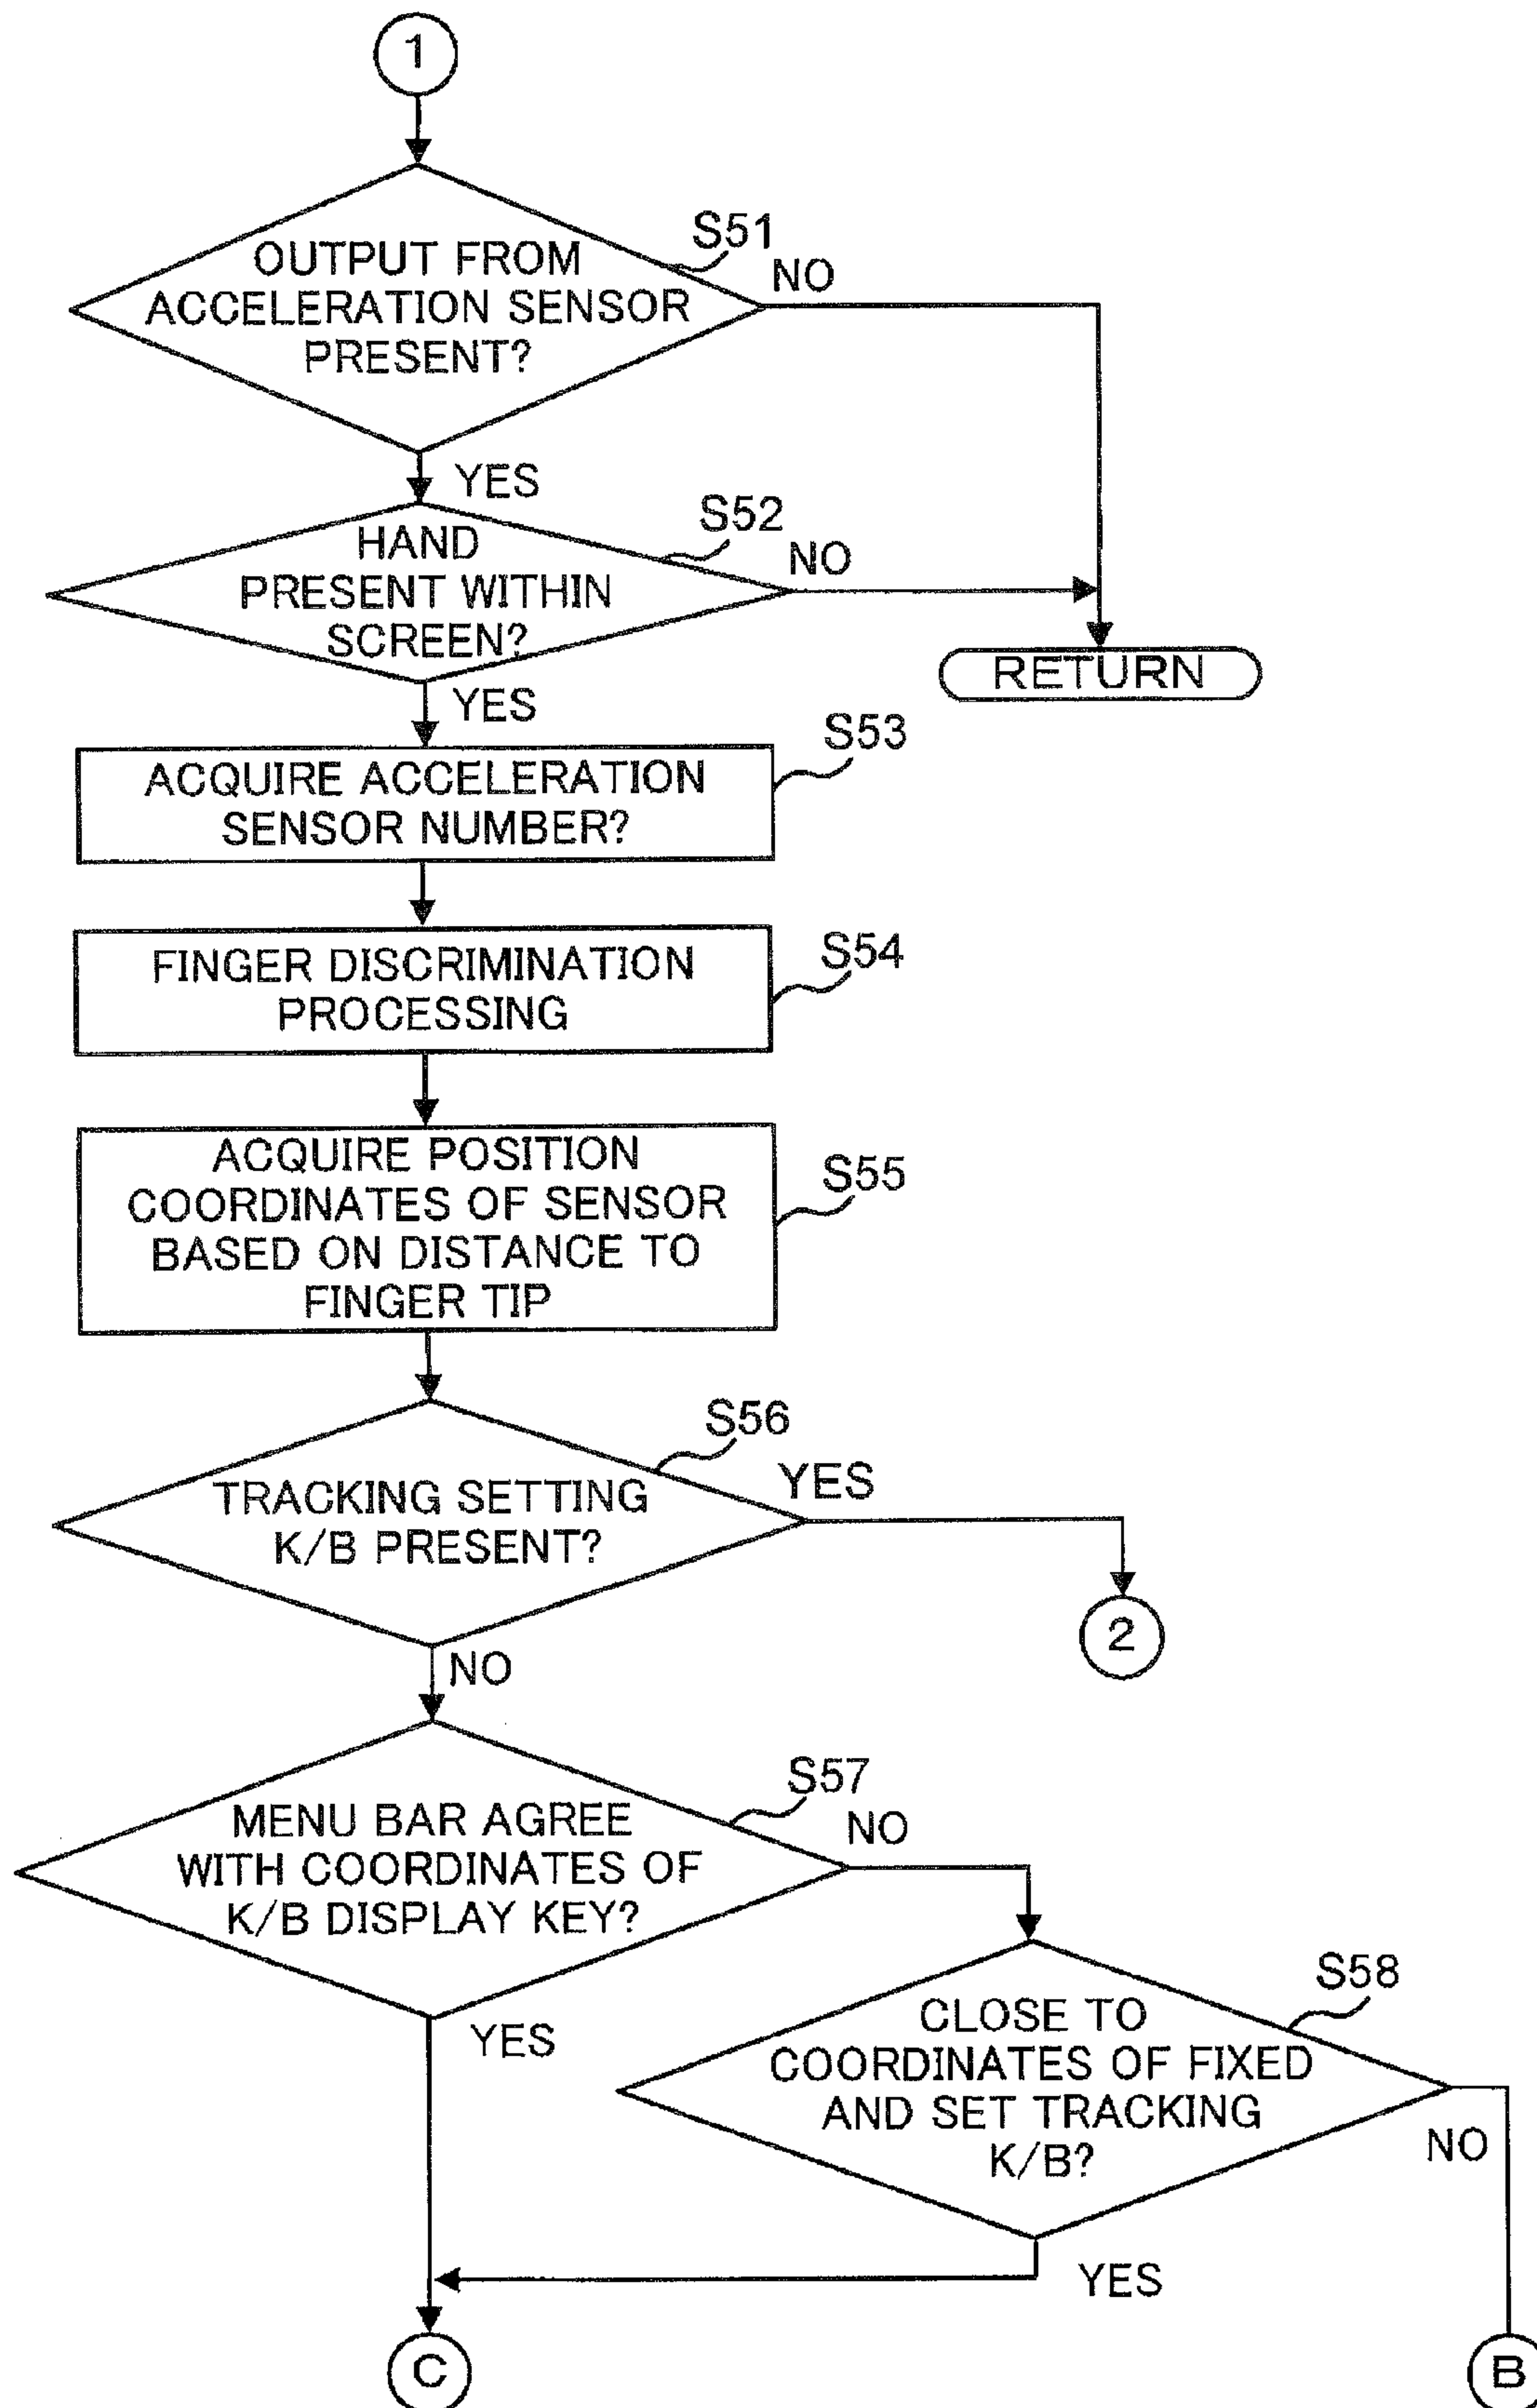 1
S51
OUTPUT FROM
ACCELERATION SENSOR
PRESENT?
NO
YES
S52
HAND
PRESENT WITHIN
SCREEN?
NO
RETURN
YES
S53
ACQUIRE ACCELERATION
SENSOR NUMBER?
S54
FINGER DISCRIMINATION
PROCESSING
S55
ACQUIRE POSITION
COORDINATES OF SENSOR
BASED ON DISTANCE TO
FINGER TIP
S56
TRACKING SETTING
K/B PRESENT?
YES
2
NO
S57
MENU BAR AGREE
WITH COORDINATES OF
K/B DISPLAY KEY?
NO
YES
S58
CLOSE TO
COORDINATES OF FIXED
AND SET TRACKING
K/B?
NO
YES
C
B